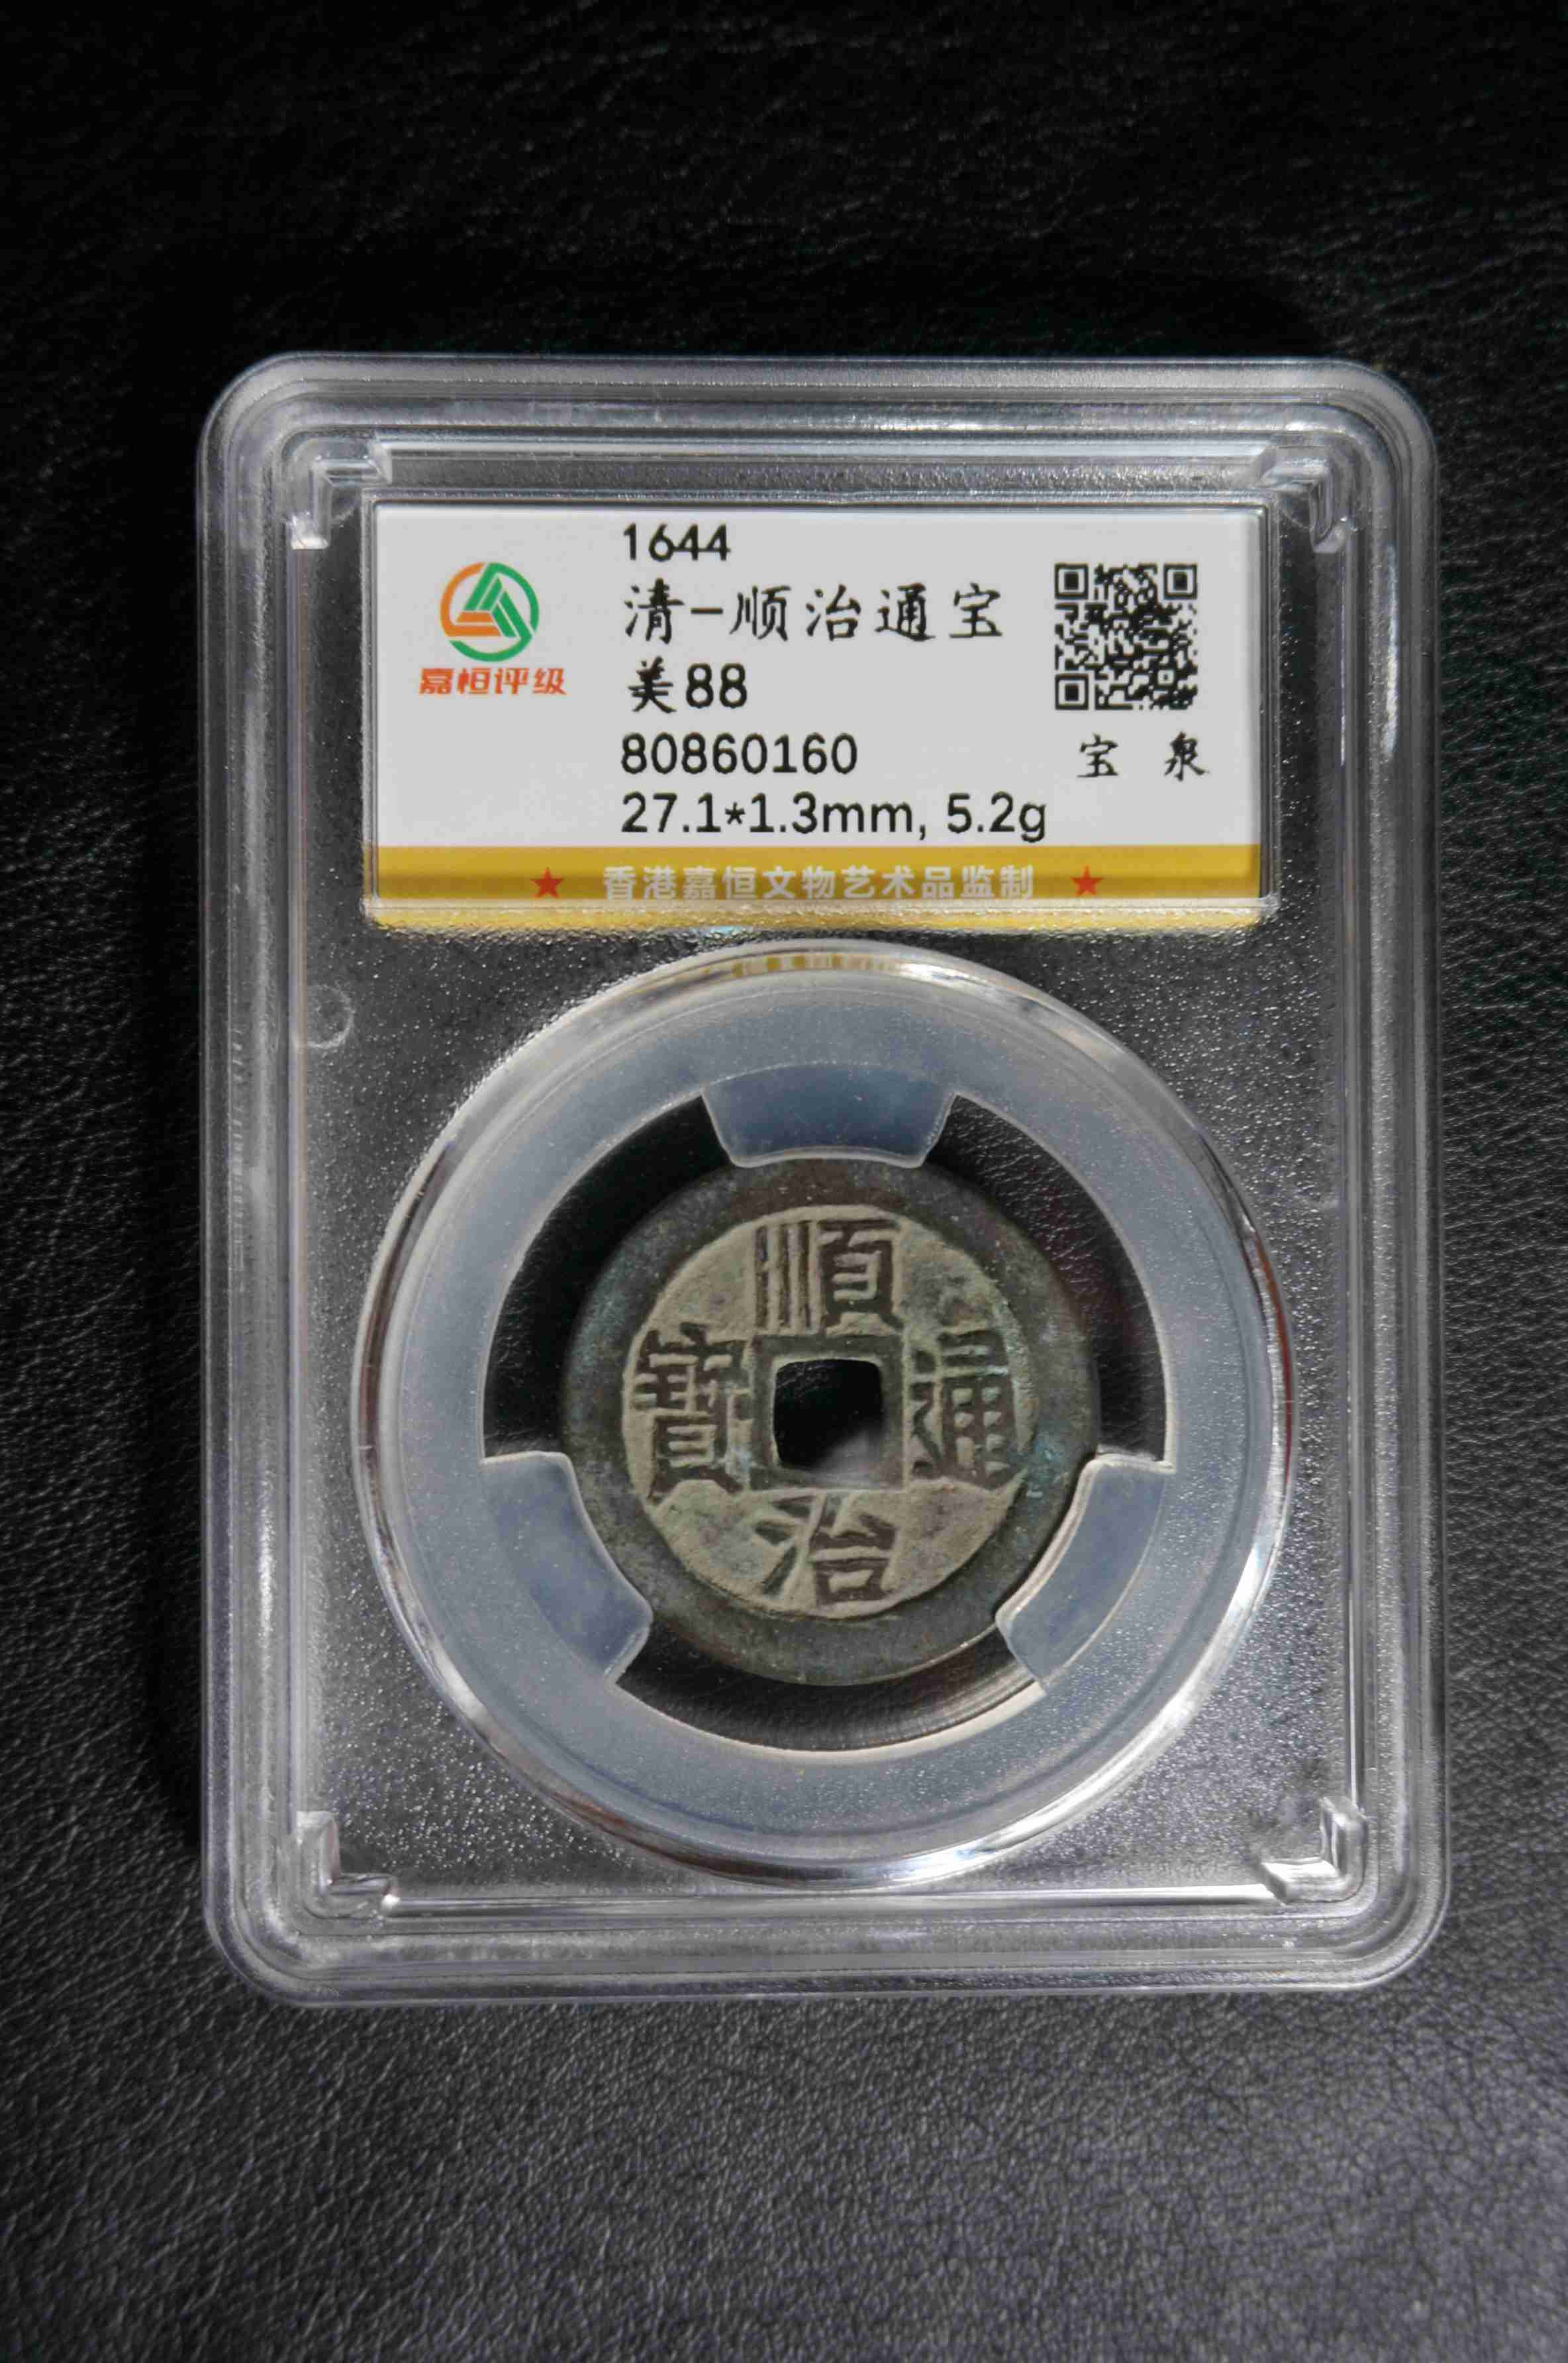 1644
清-顺治通宝
美88
嘉恒评级
80860160
宝 泉
27.1*1.3mm, 5.2g
★ 香港嘉恒文物艺术品监制 ★
順
寶 通
治